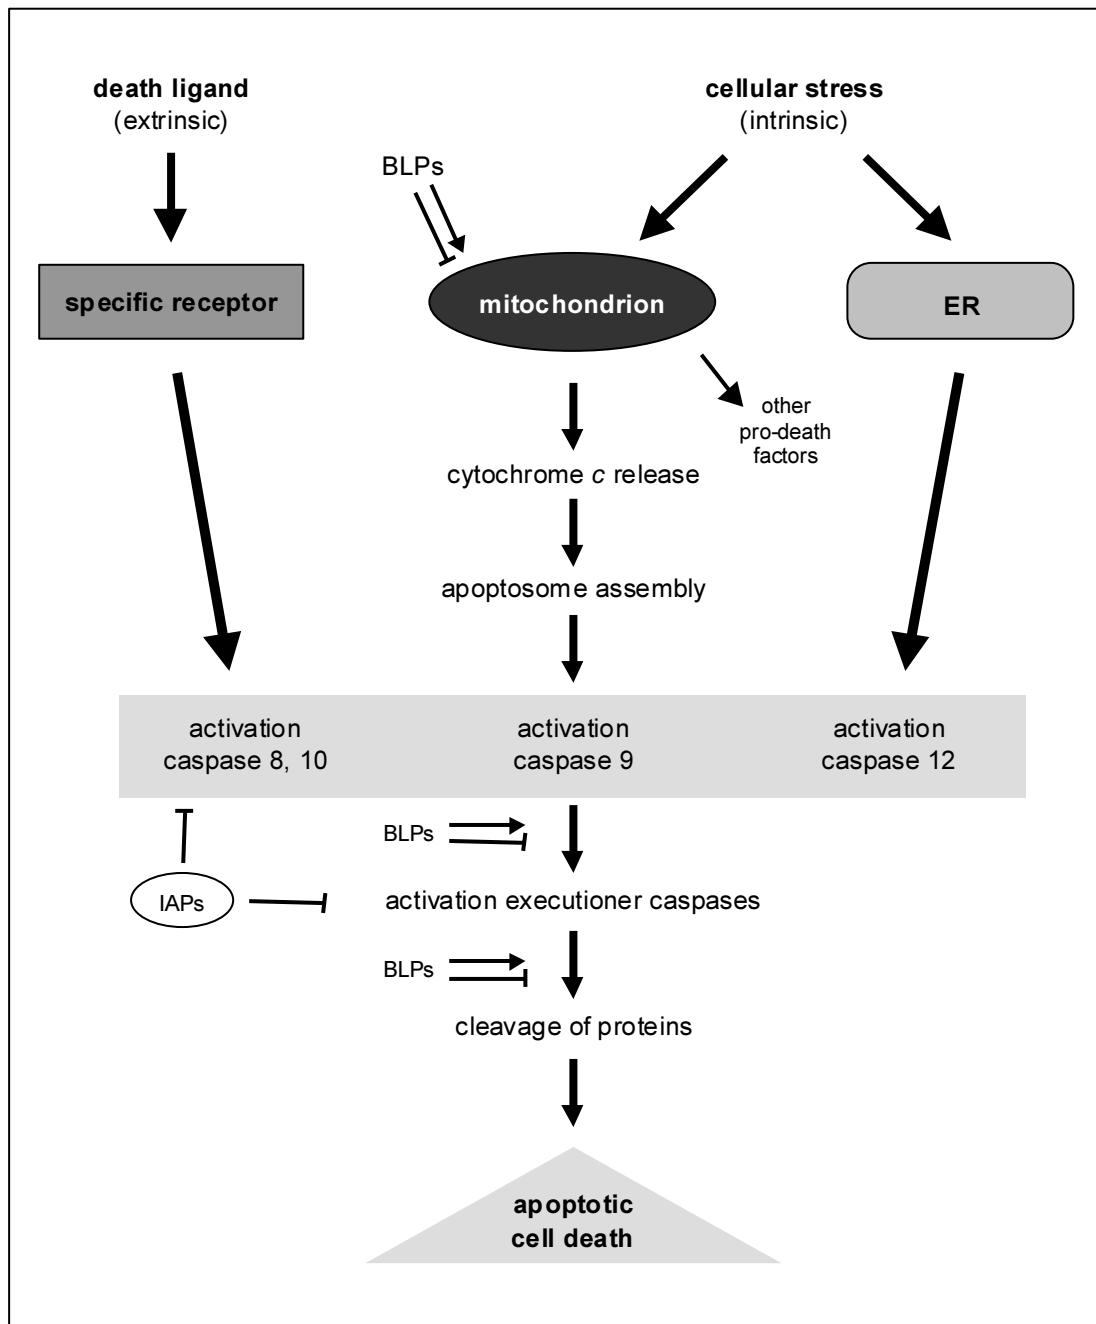 death ligand
(extrinsic)
cellular stress
(intrinsic)
BLPs
specific receptor
mitochondrion
ER
other
pro-death
factors
cytochrome c release
apoptosome assembly
activation
caspase 8, 10
activation
caspase 9
activation
caspase 12
BLPs
IAPs
activation executioner caspases
BLPs
cleavage of proteins
apoptotic
cell death